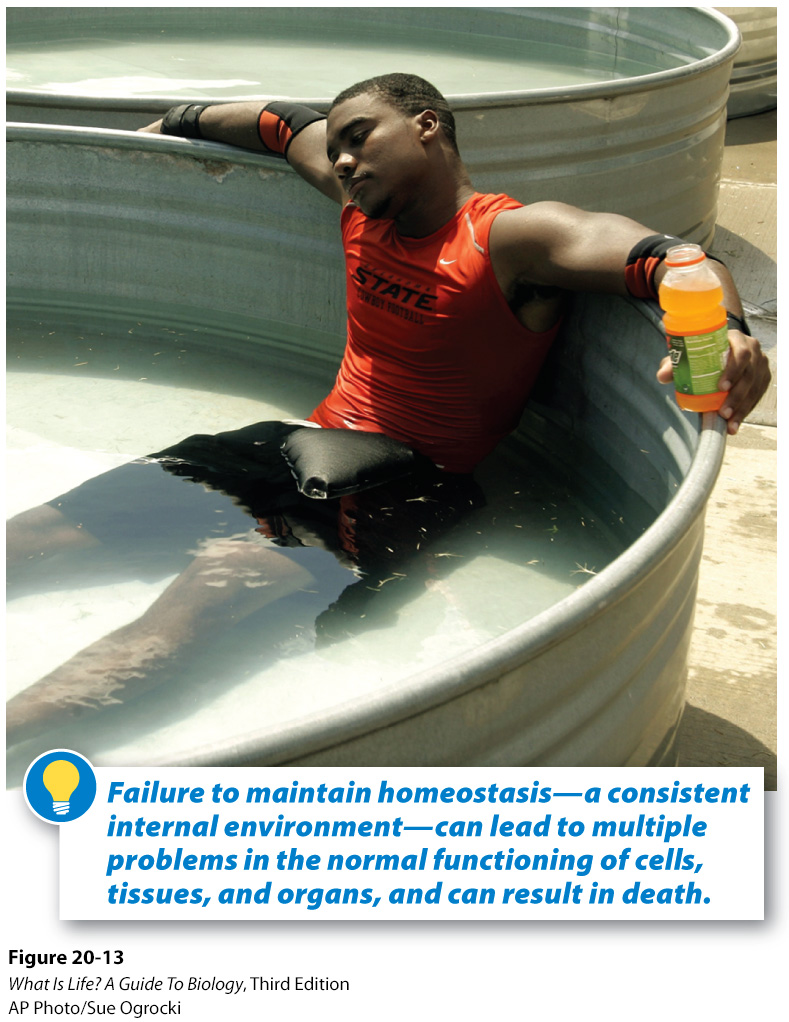 STATE
COWBOY FOOTBALL
Failure to maintain homeostasis—a consistent
internal environment—can lead to multiple
problems in the normal functioning of cells,
tissues, and organs, and can result in death.
Figure 20-13
What Is Life? A Guide To Biology, Third Edition
AP Photo/Sue Ogrocki